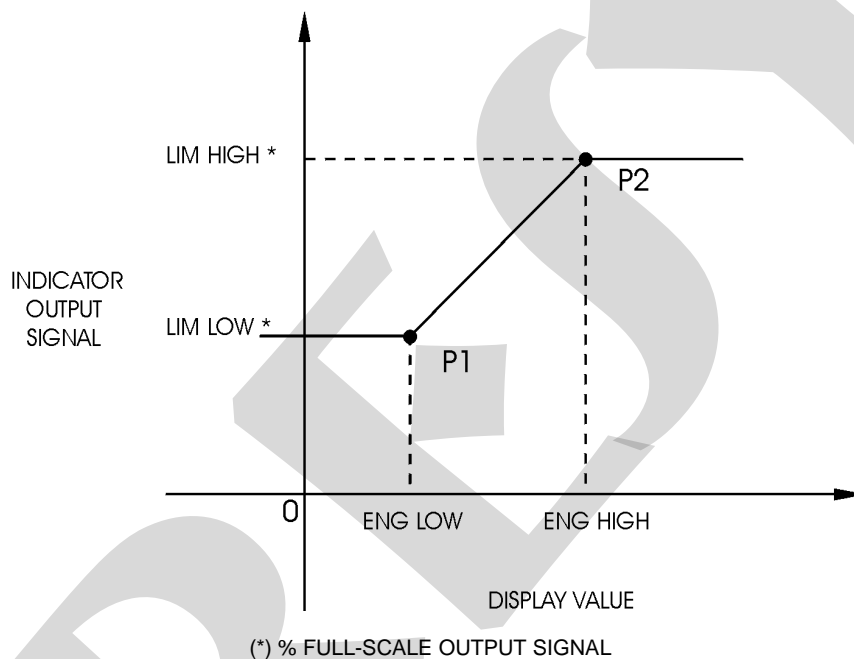 LIM HIGH *
P2
INDICATOR
OUTPUT
SIGNAL
LIM LOW *
P1
0
ENG LOW
ENG HIGH
DISPLAY VALUE
(*) % FULL-SCALE OUTPUT SIGNAL